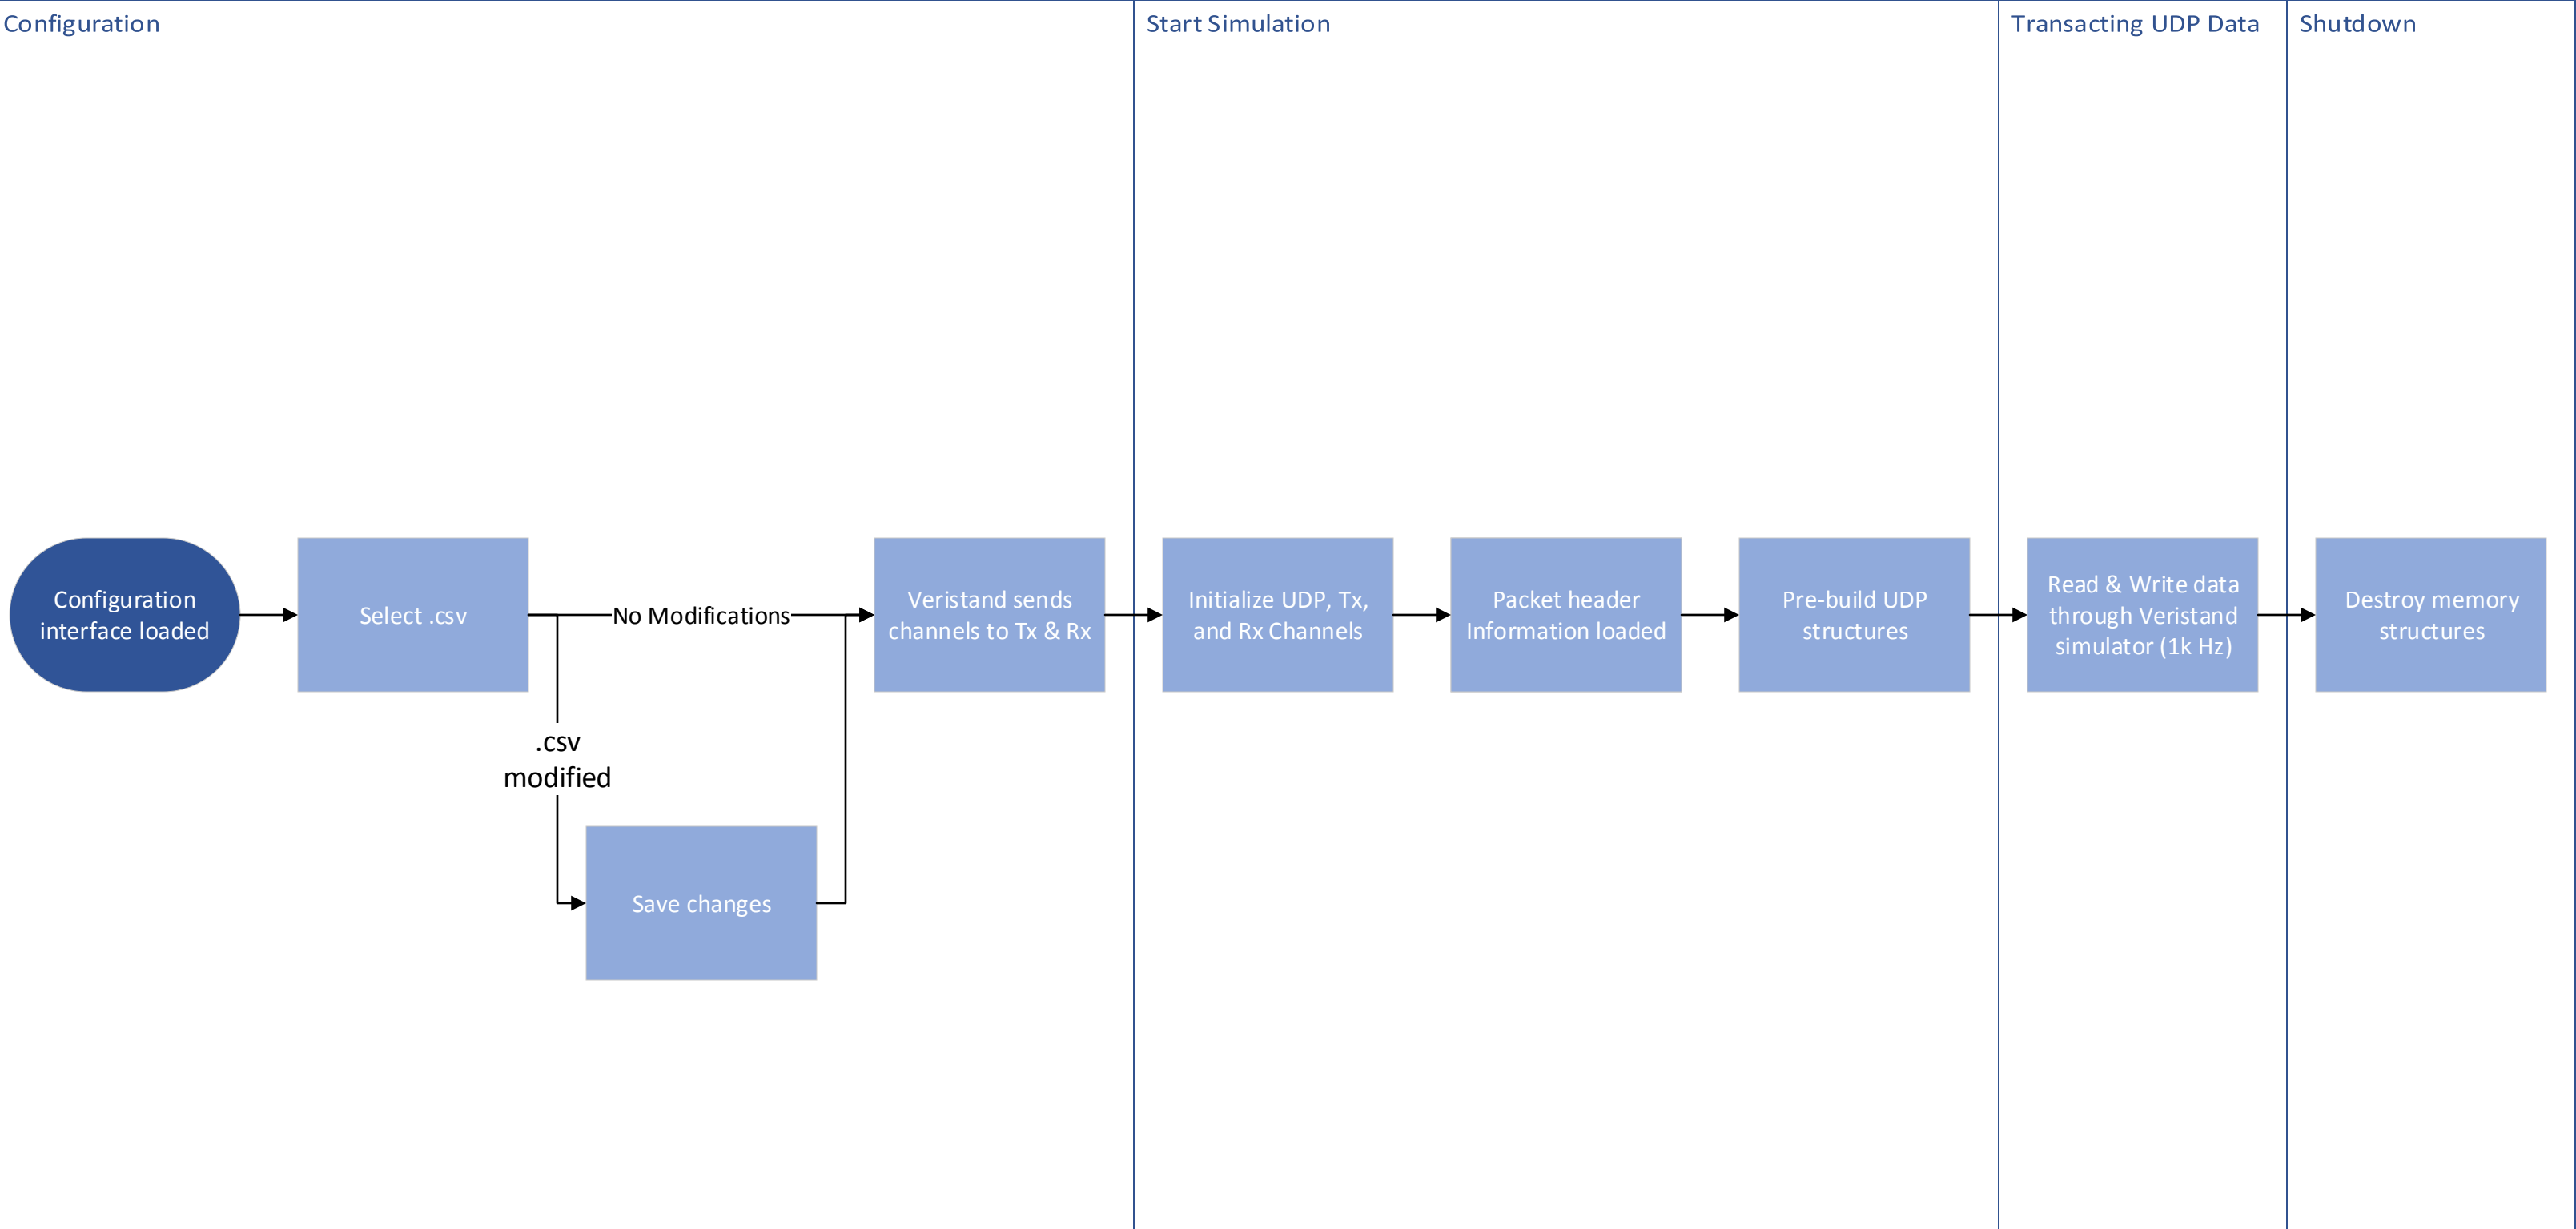 Configuration
Start Simulation
Transacting UDP Data
Shutdown
Configuration
interface loaded
Select .csv
No Modifications
.csv
modified
Save changes
Veristand sends
channels to Tx & Rx
Initialize UDP, Tx,
and Rx Channels
Packet header
Information loaded
Pre-build UDP
structures
Read & Write data
through Veristand
simulator (1k Hz)
Destroy memory
structures